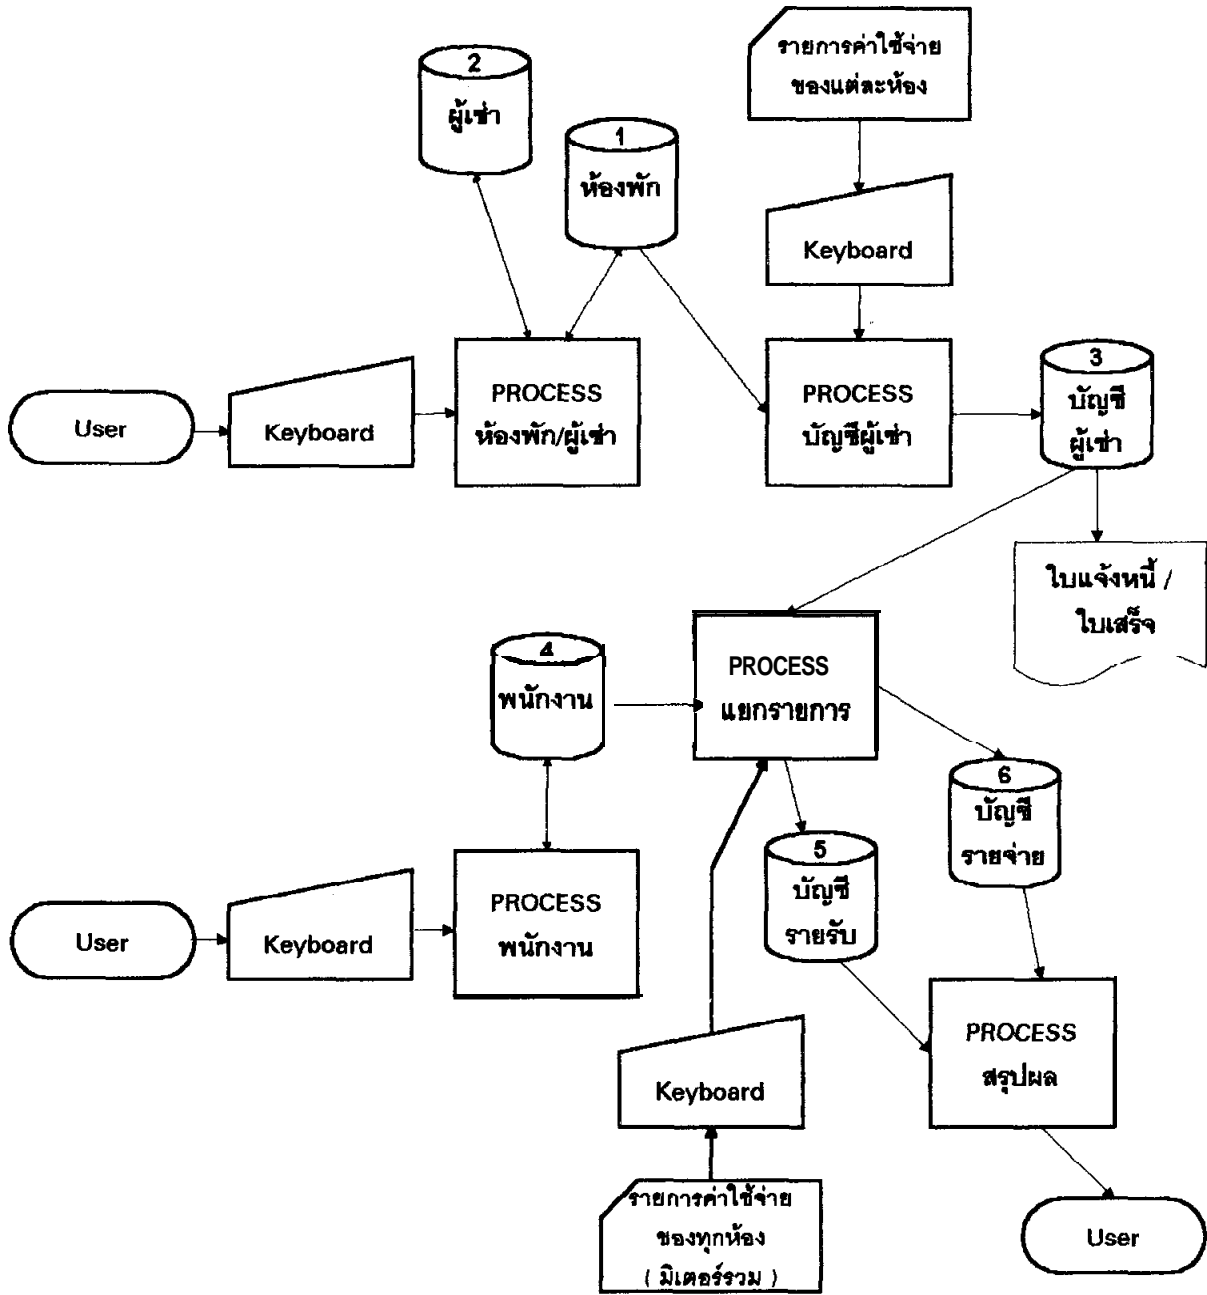 2
ผู้เช่า
1
ห้องพัก
รายการค่าใช้จ่าย
ของแต่ละห้อง
Keyboard
User
Keyboard
PROCESS
ห้องพัก/ผู้เช่า
PROCESS
บัญชีผู้เช่า
3
บัญชี
ผู้เช่า
ใบแจ้งหนี้ /
ใบเสร็จ
4
พนักงาน
PROCESS
แยกรายการ
6
บัญชี
รายจ่าย
5
บัญชี
รายรับ
User
Keyboard
PROCESS
พนักงาน
Keyboard
PROCESS
สรุปผล
รายการค่าใช้จ่าย
ของทุกห้อง
( มิเตอร์รวม )
User